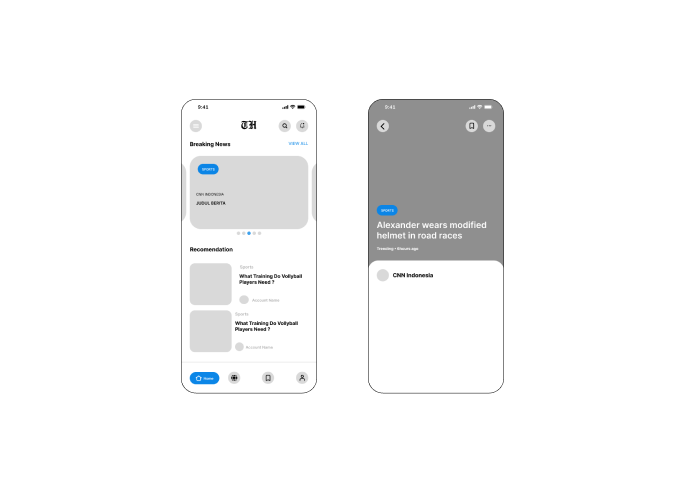 9:41
TH
Breaking News
VIEW ALL
SPORTS
CNN INDONESIA
JUDUL BERITA
Recomendation
Sports
What Training Do Vollyball
Players Need ?
Account Name
Sports
What Training Do Vollyball
Players Need ?
Account Name
Home
9:41
SPORTS
Alexander wears modified
helmet in road races
Trending • 6hours ago
CNN Indonesia